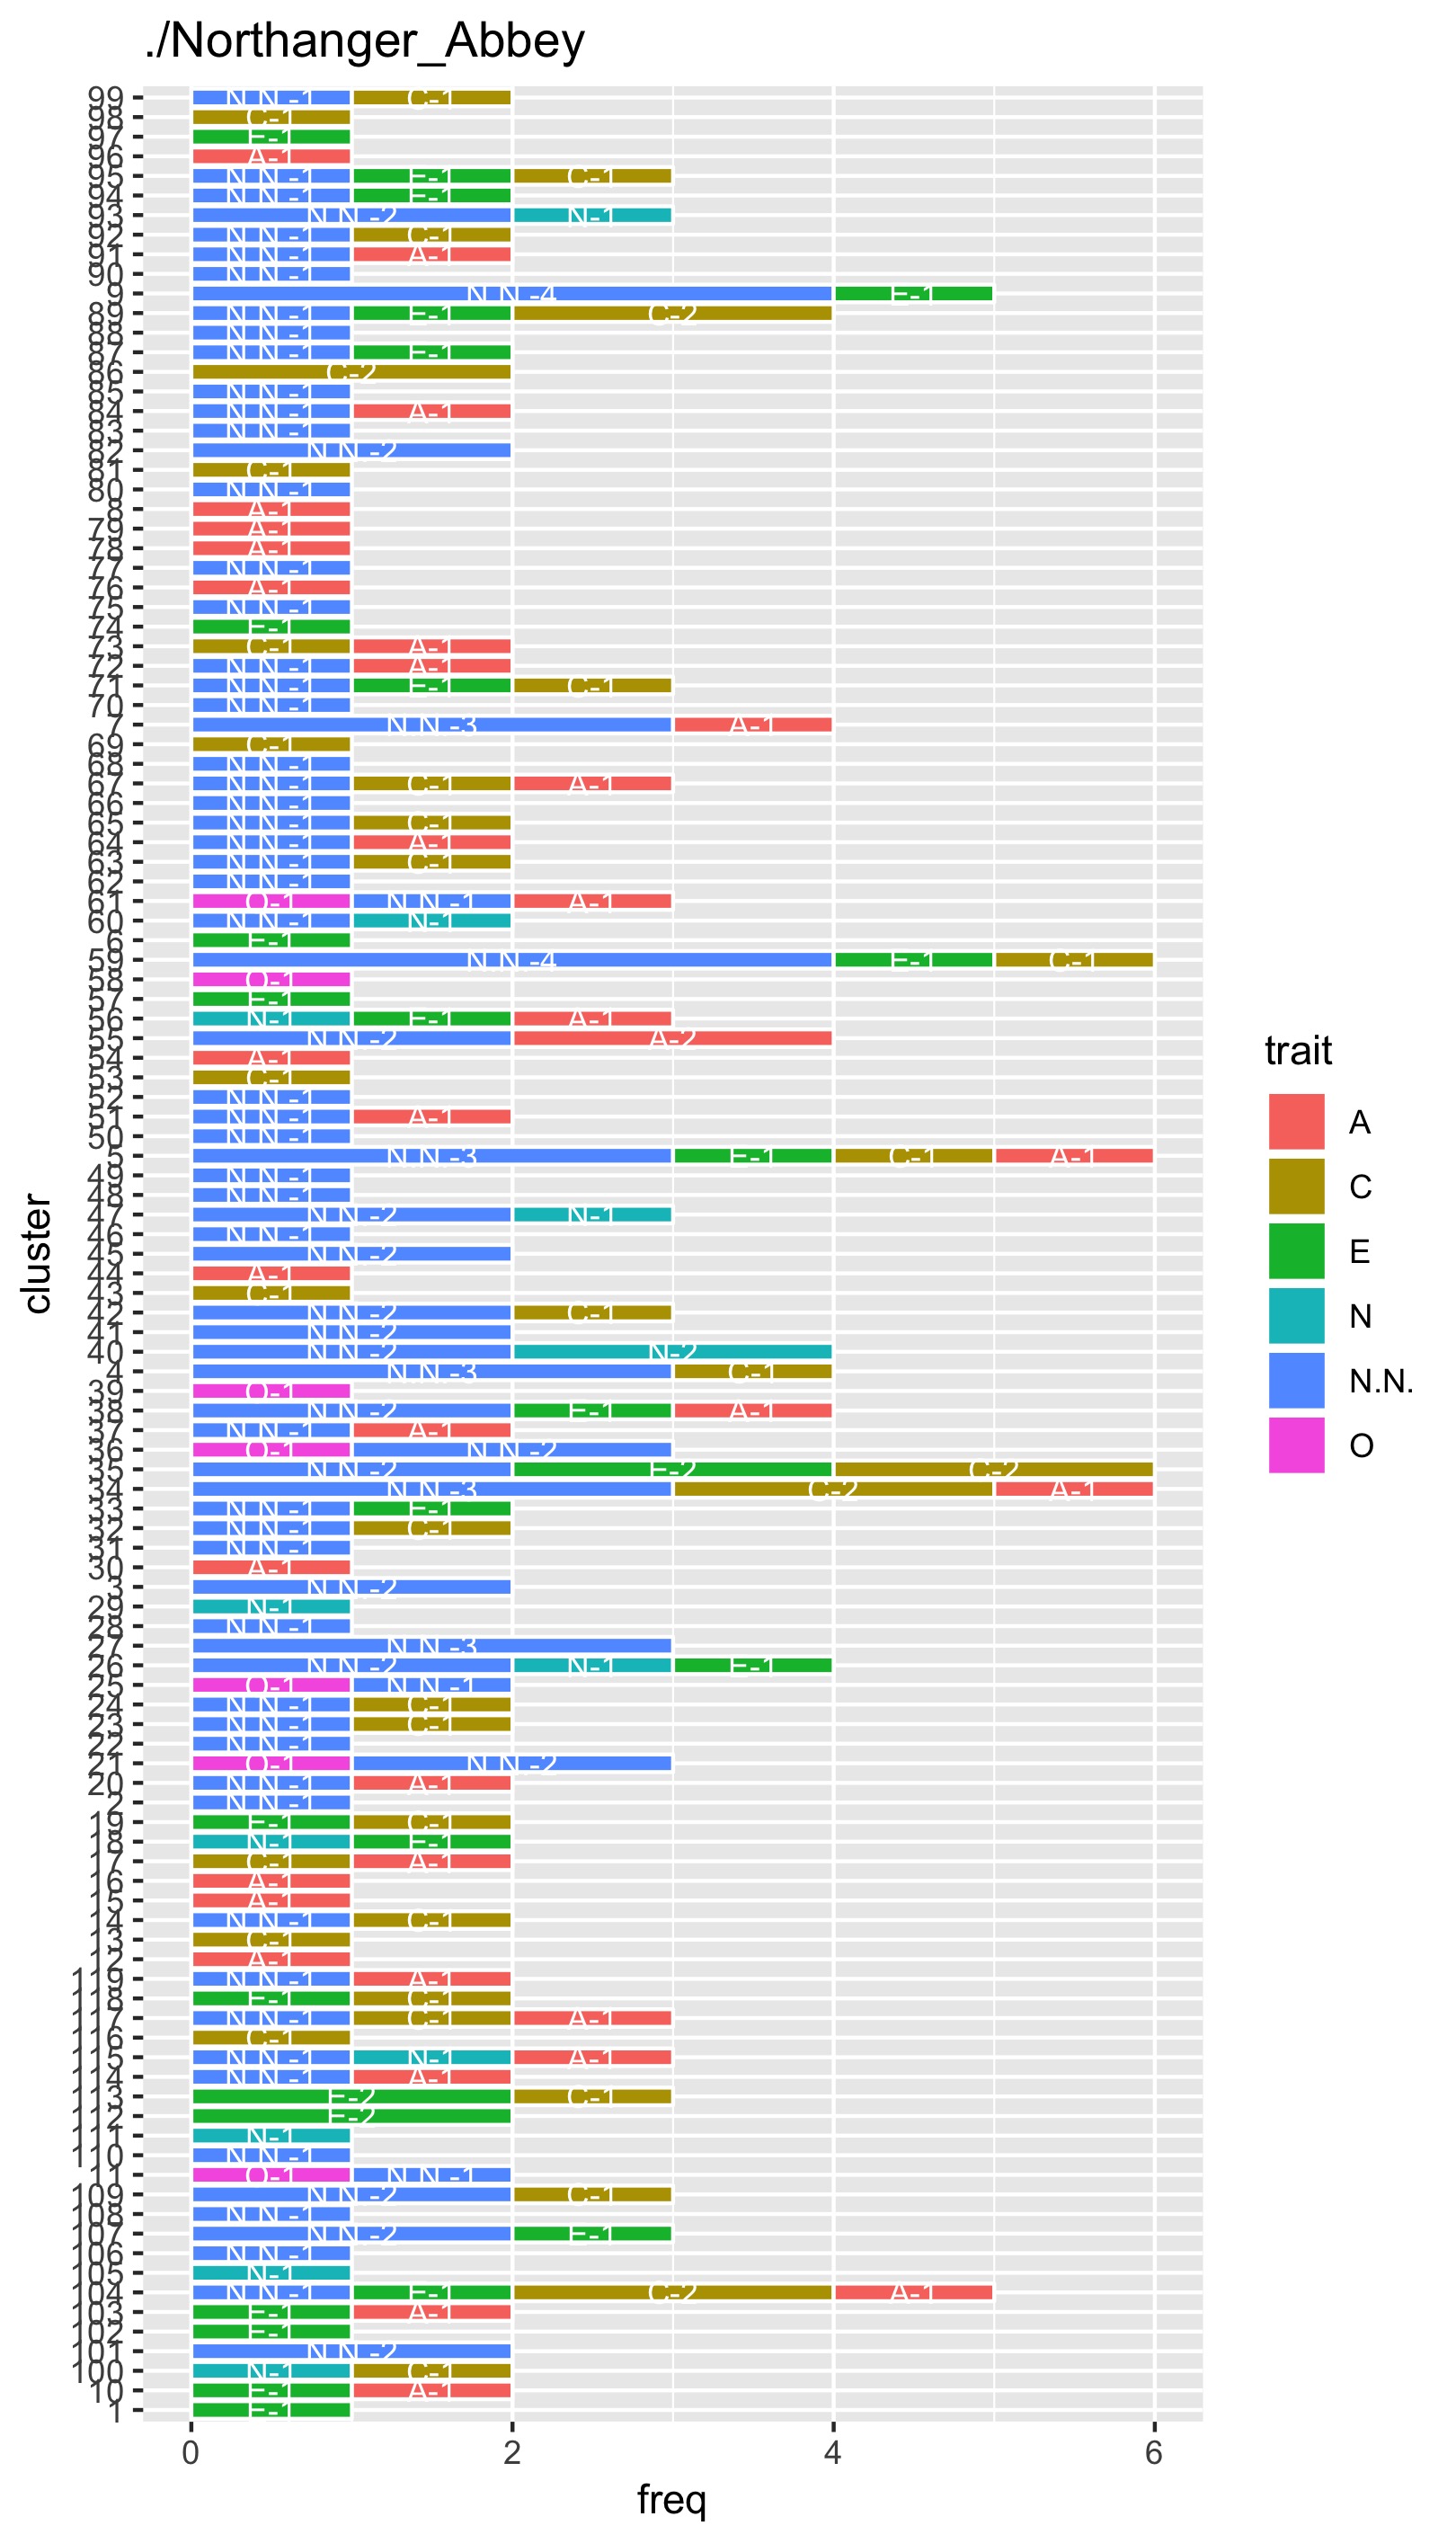 ./Northanger_Abbey
99 N.N.-1 C-1
98 C-1
97 E-1
96 A-1
95 N.N.-1 E-1 C-1
94 N.N.-1 E-1
93 N.N.-2 N-1
92 N.N.-1 C-1
91 N.N.-1 A-1
90 N.N.-1
9 N.N.-4 E-1
89 N.N.-1 E-1 C-2
88 N.N.-1
87 N.N.-1 E-1
86 C-2
85 N.N.-1
84 N.N.-1 A-1
83 N.N.-1
82 N.N.-2
81 C-1
80 N.N.-1
8 A-1
79 A-1
78 A-1
77 N.N.-1
76 A-1
75 N.N.-1
74 E-1
73 C-1 A-1
72 N.N.-1 A-1
71 N.N.-1 E-1 C-1
70 N.N.-1
7 N.N.-3 A-1
69 C-1
68 N.N.-1
67 N.N.-1 C-1 A-1
66 N.N.-1
65 N.N.-1 C-1
64 N.N.-1 A-1
63 N.N.-1 C-1
62 N.N.-1
61 O-1 N.N.-1 A-1
60 N.N.-1 N-1
6 E-1
59 N.N.-4 E-1 C-1
58 O-1
57 E-1
56 N-1 E-1 A-1
55 N.N.-2 A-2
54 A-1
53 C-1
52 N.N.-1
51 N.N.-1 A-1
50 N.N.-1
5 N.N.-3 E-1 C-1 A-1
49 N.N.-1
48 N.N.-1
47 N.N.-2 N-1
46 N.N.-1
45 N.N.-2
44 A-1
43 C-1
42 N.N.-2 C-1
41 N.N.-2
40 N.N.-2 N-2
4 N.N.-3 C-1
39 O-1
38 N.N.-2 E-1 A-1
37 N.N.-1 A-1
36 O-1 N.N.-2
35 N.N.-2 E-2 C-2
34 N.N.-3 C-2 A-1
33 N.N.-1 E-1
32 N.N.-1 C-1
31 N.N.-1
30 A-1
3 N.N.-2
29 N-1
28 N.N.-1
27 N.N.-3
26 N.N.-2 N-1 E-1
25 O-1 N.N.-1
24 N.N.-1 C-1
23 N.N.-1 C-1
22 N.N.-1
21 O-1 N.N.-2
20 N.N.-1 A-1
2 N.N.-1
19 E-1 C-1
18 N-1 E-1
17 C-1 A-1
16 A-1
15 A-1
14 N.N.-1 C-1
13 C-1
12 A-1
119 N.N.-1 A-1
118 E-1 C-1
117 N.N.-1 C-1 A-1
116 C-1
115 N.N.-1 N-1 A-1
114 N.N.-1 A-1
113 E-2 C-1
112 E-2
111 N-1
110 N.N.-1
11 O-1 N.N.-1
109 N.N.-2 C-1
108 N.N.-1
107 N.N.-2 E-1
106 N.N.-1
105 N-1
104 N.N.-1 E-1 C-2 A-1
103 E-1 A-1
102 E-1
101 N.N.-2
100 N-1 C-1
10 E-1 A-1
1 E-1
0 2 4 6
freq
cluster
trait
A
C
E
N
N.N.
O